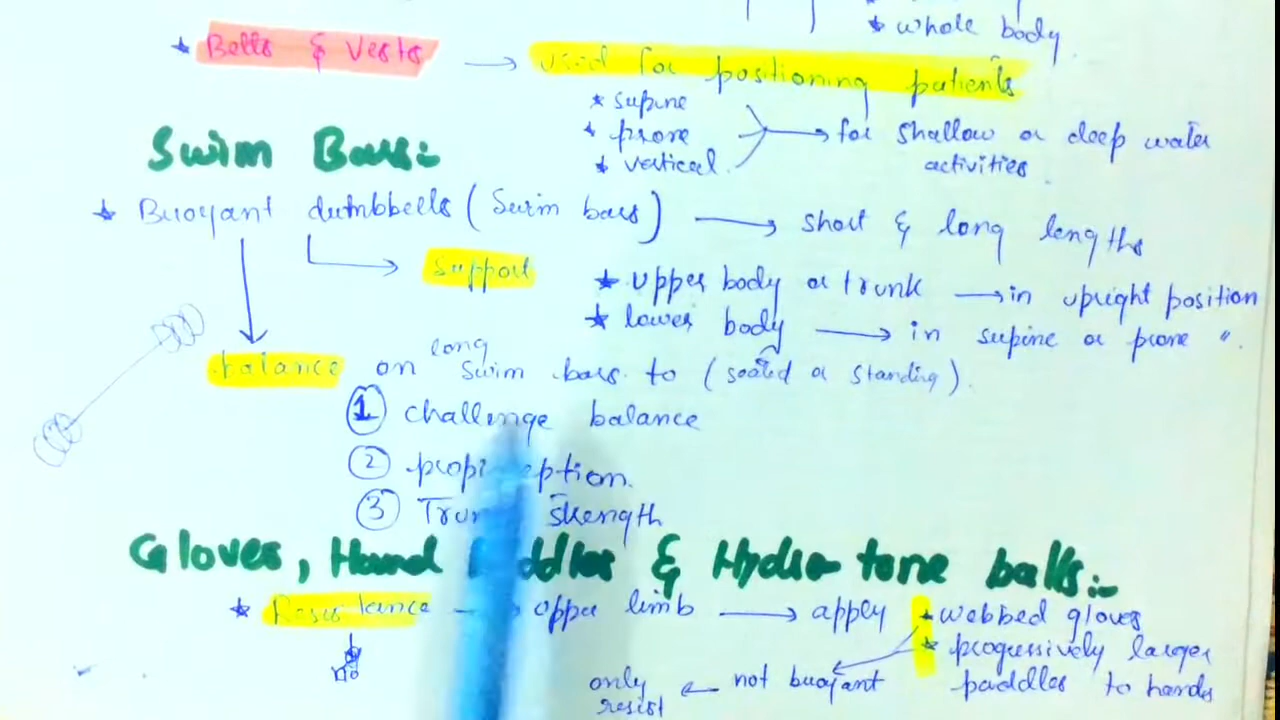 * whole body
* Belts & Vests → used for positioning patients
* supine
* prone → for shallow or deep water
* vertical. activities.
Swim Bars:
* Buoyant dumbbells (Swim bars) → short & long lengths
support * upper body or trunk → in upright position
* lower body → in supine or prone ".
long
balance on swim bars to (seated or standing).
① challenge balance
② ption.
③ strength
Gloves, Hand & Hydro-tone balls:-
* Resistance → upper limb → apply * webbed gloves
* progressively larger
only ← not buoyant paddles to hands
resist